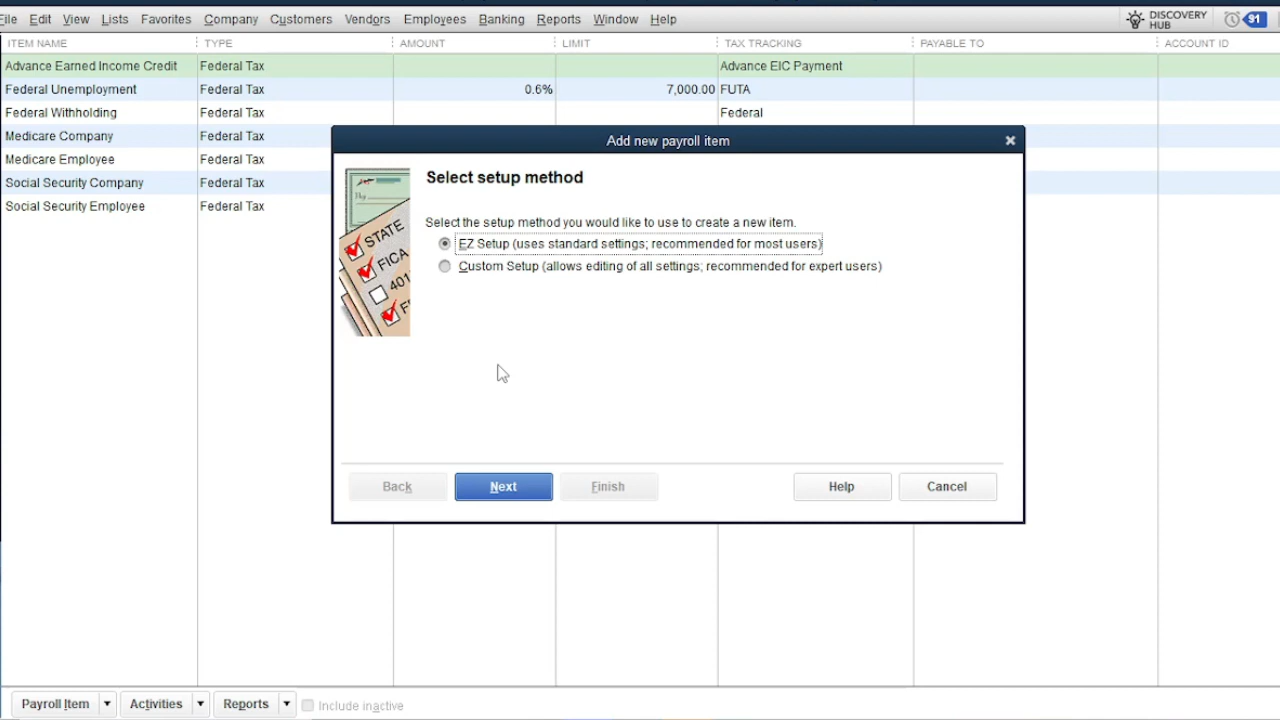 File Edit View Lists Favorites Company Customers Vendors Employees Banking Reports Window Help DISCOVERY HUB 91
ITEM NAME TYPE AMOUNT LIMIT TAX TRACKING PAYABLE TO ACCOUNT ID
Advance Earned Income Credit Federal Tax Advance EIC Payment
Federal Unemployment Federal Tax 0.6% 7,000.00 FUTA
Federal Withholding Federal Tax Federal
Medicare Company Federal Tax
Medicare Employee Federal Tax
Social Security Company Federal Tax
Social Security Employee Federal Tax
Add new payroll item
STATE
FICA
401
Select setup method
Select the setup method you would like to use to create a new item.
EZ Setup (uses standard settings; recommended for most users)
Custom Setup (allows editing of all settings; recommended for expert users)
Back Next Finish Help Cancel
Payroll Item Activities Reports Include inactive